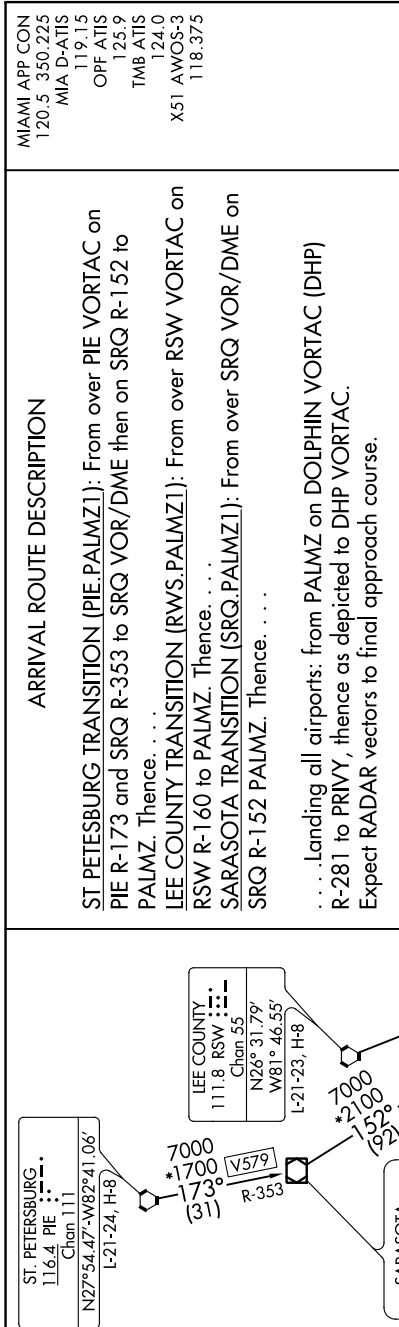 MIAMI APP CON
120.5 350.225
MIA D-ATIS
119.15
OPF ATIS
125.9
TMB ATIS
124.0
X51 AWOS-3
118.375
ARRIVAL ROUTE DESCRIPTION
ST PETESBURG TRANSITION (PIE.PALMZ1): From over PIE VORTAC on
PIE R-173 and SRQ R-353 to SRQ VOR/DME then on SRQ R-152 to
PALMZ. Thence. . . .
LEE COUNTY TRANSITION (RWS.PALMZ1): From over RSW VORTAC on
RSW R-160 to PALMZ. Thence. . . .
SARASOTA TRANSITION (SRQ.PALMZ1): From over SRQ VOR/DME on
SRQ R-152 PALMZ. Thence. . . .
. . . .Landing all airports: from PALMZ on DOLPHIN VORTAC (DHP)
R-281 to PRIVY, thence as depicted to DHP VORTAC.
Expect RADAR vectors to final approach course.
ST. PETERSBURG
116.4 PIE
Chan 111
N27°54.47'-W82°41.06'
L-21-24, H-8
7000
*1700
V579
173°
(31)
R-353
LEE COUNTY
111.8 RSW
Chan 55
N26° 31.79'
W81° 46.55'
L-21-23, H-8
7000
*2100
152°
(92)
SARASOTA